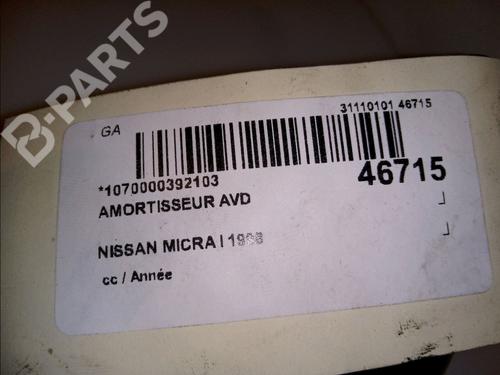 B-PARTS
GA
31110101 46715
*1070000392103
46715
AMORTISSEUR AVD
NISSAN MICRA I
cc / Année